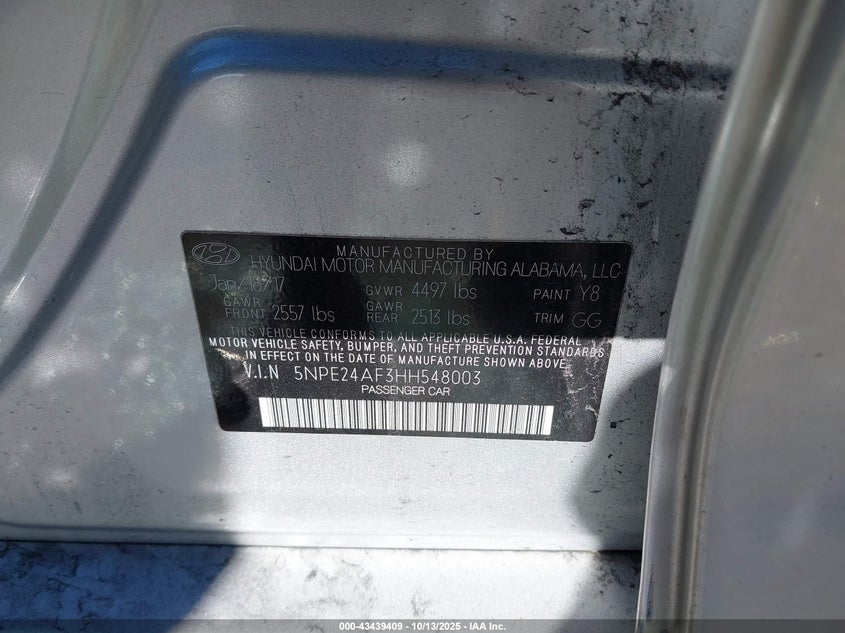 MANUFACTURED BY
HYUNDAI MOTOR MANUFACTURING ALABAMA, LLC
Jan/18/17 GVWR 4497 lbs PAINT Y8
GAWR FRONT 2557 lbs GAWR REAR 2513 lbs TRIM GG
THIS VEHICLE CONFORMS TO ALL APPLICABLE U.S.A. FEDERAL
MOTOR VEHICLE SAFETY, BUMPER, AND THEFT PREVENTION STANDARDS
IN EFFECT ON THE DATE OF MANUFACTURE SHOWN ABOVE
V.I.N 5NPE24AF3HH548003
PASSENGER CAR
000-43439409 - 10/13/2025 - IAA Inc.